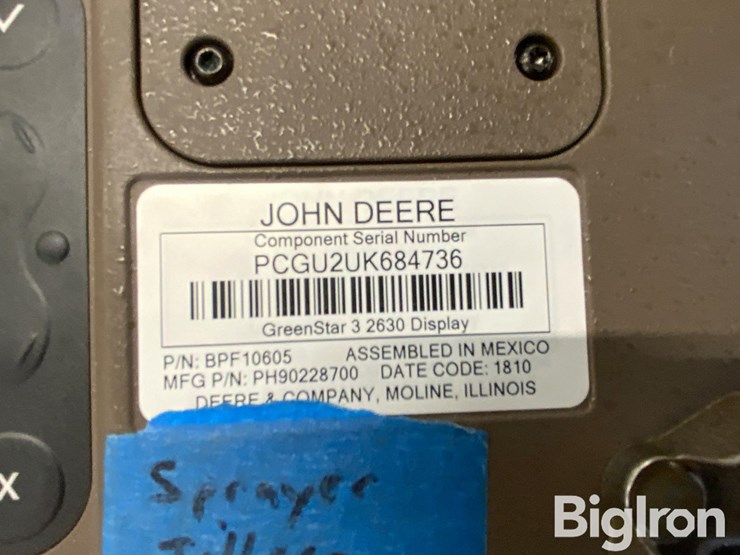 JOHN DEERE
Component Serial Number
PCGU2UK684736
GreenStar 3 2630 Display
P/N: BPF10605 ASSEMBLED IN MEXICO
MFG P/N: PH90228700 DATE CODE: 1810
DEERE & COMPANY, MOLINE, ILLINOIS
Sprayer
X
BigIron